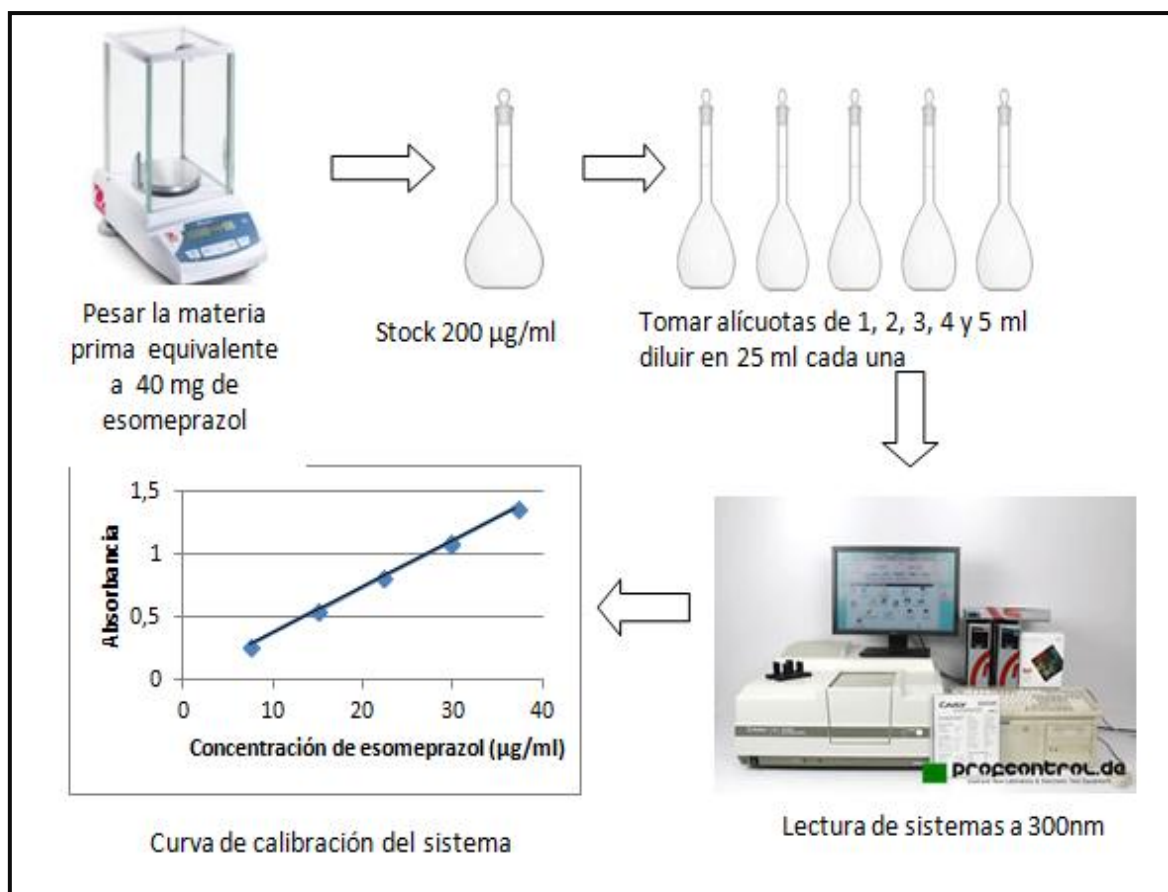 Pesar la materia
prima equivalente
a 40 mg de
esomeprazol
Stock 200 µg/ml
Tomar alícuotas de 1, 2, 3, 4 y 5 ml
diluir en 25 ml cada una
1,5
1
0,5
0
0 10 20 30 40
Absorbancia
Concentración de esomeprazol (µg/ml)
Curva de calibración del sistema
profcontrol.de
Lectura de sistemas a 300nm